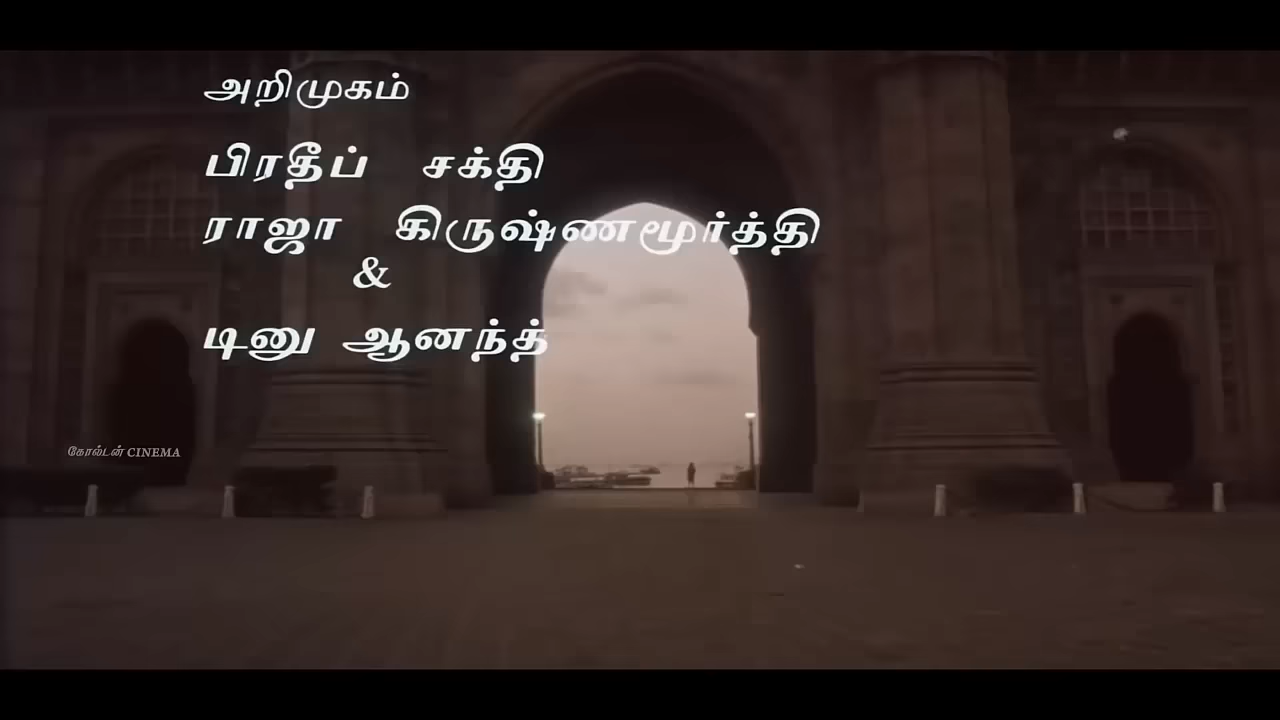 அறிமுகம்
பிரதீப் சக்தி
ராஜா கிருஷ்ணமூர்த்தி
&
டினு ஆனந்த்
கோல்டன் CINEMA